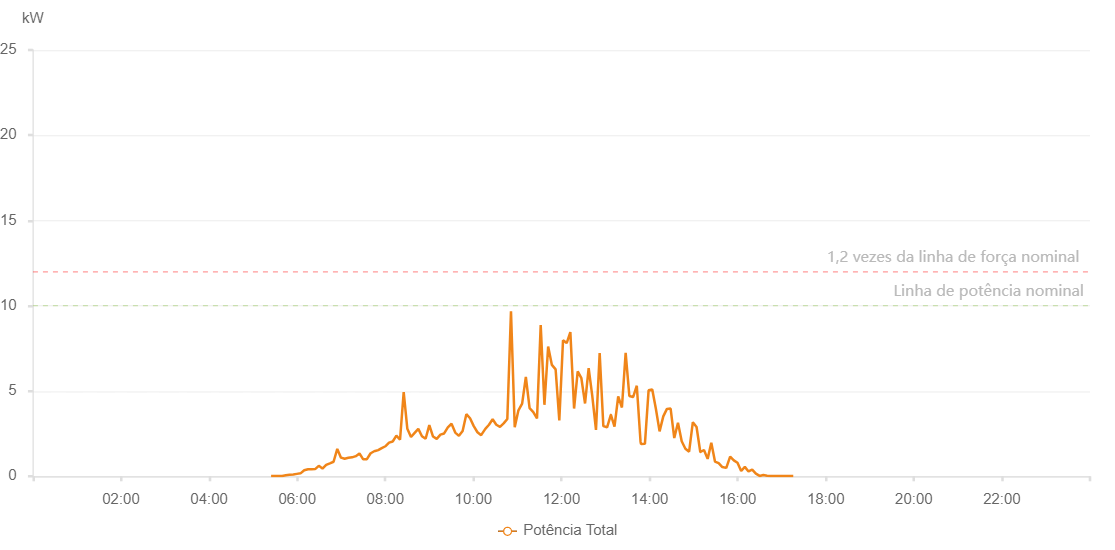 kW
25
20
15
1,2 vezes da linha de força nominal
Linha de potência nominal
10
5
0
02:00 04:00 06:00 08:00 10:00 12:00 14:00 16:00 18:00 20:00 22:00
Potência Total